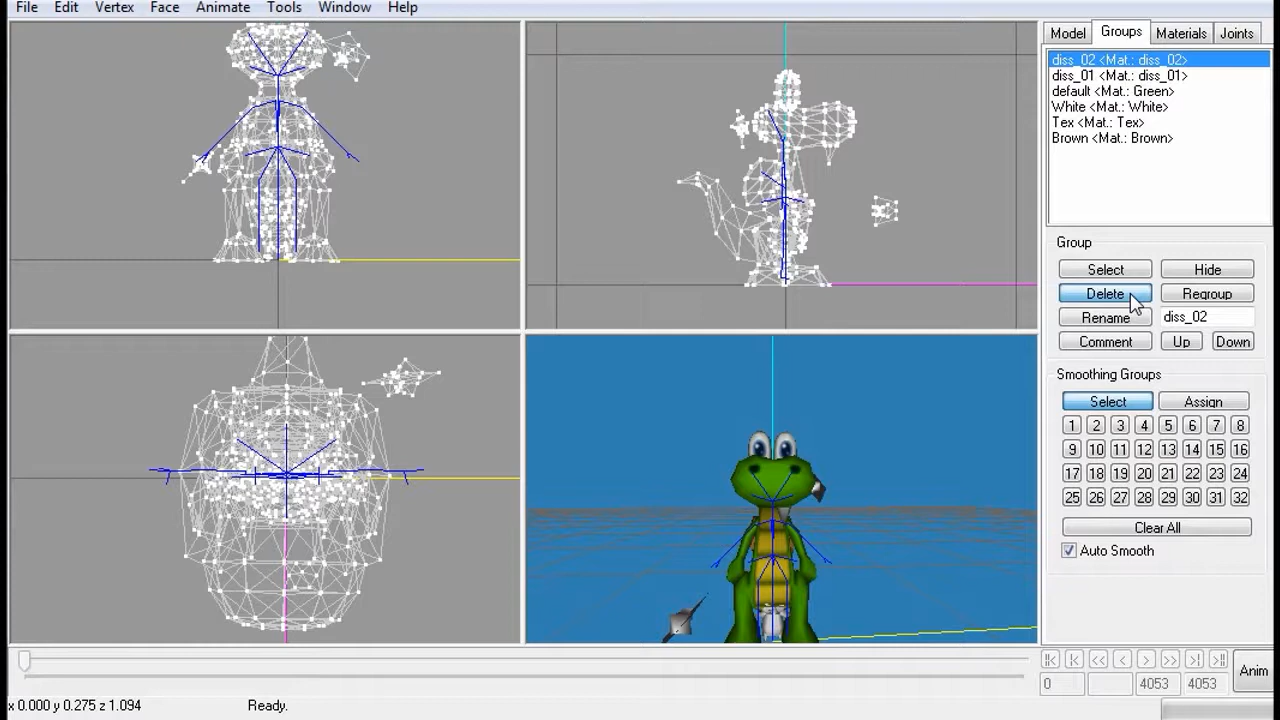 File Edit Vertex Face Animate Tools Window Help
Model Groups Materials Joints
diss_02 <Mat.: diss_02>
diss_01 <Mat.: diss_01>
default <Mat.: Green>
White <Mat.: White>
Tex <Mat.: Tex>
Brown <Mat.: Brown>
Group
Select Hide
Delete Regroup
Rename diss_02
Comment Up Down
Smoothing Groups
Select Assign
1 2 3 4 5 6 7 8
9 10 11 12 13 14 15 16
17 18 19 20 21 22 23 24
25 26 27 28 29 30 31 32
Clear All
Auto Smooth
|< |< << < > >> >| >||
0 4053 4053 Anim
x 0.000 y 0.275 z 1.094 Ready.